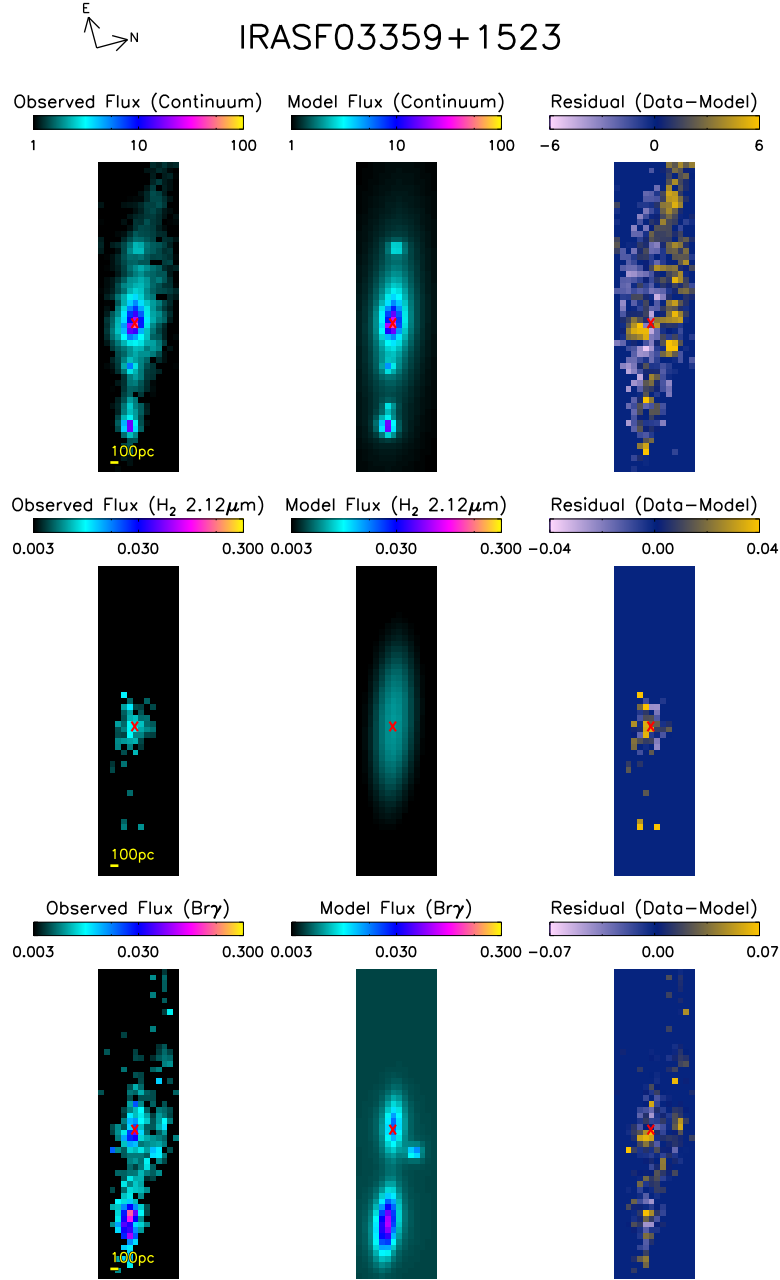 E
N
IRASF03359+1523
Observed Flux (Continuum)
Model Flux (Continuum)
Residual (Data-Model)
1 10 100
1 10 100
-6 0 6
x
x
x
100pc
Observed Flux (H₂ 2.12μm)
Model Flux (H₂ 2.12μm)
Residual (Data-Model)
0.003 0.030 0.300
0.003 0.030 0.300
-0.04 0.00 0.04
x
x
x
100pc
Observed Flux (Brγ)
Model Flux (Brγ)
Residual (Data-Model)
0.003 0.030 0.300
0.003 0.030 0.300
-0.07 0.00 0.07
x
x
x
100pc